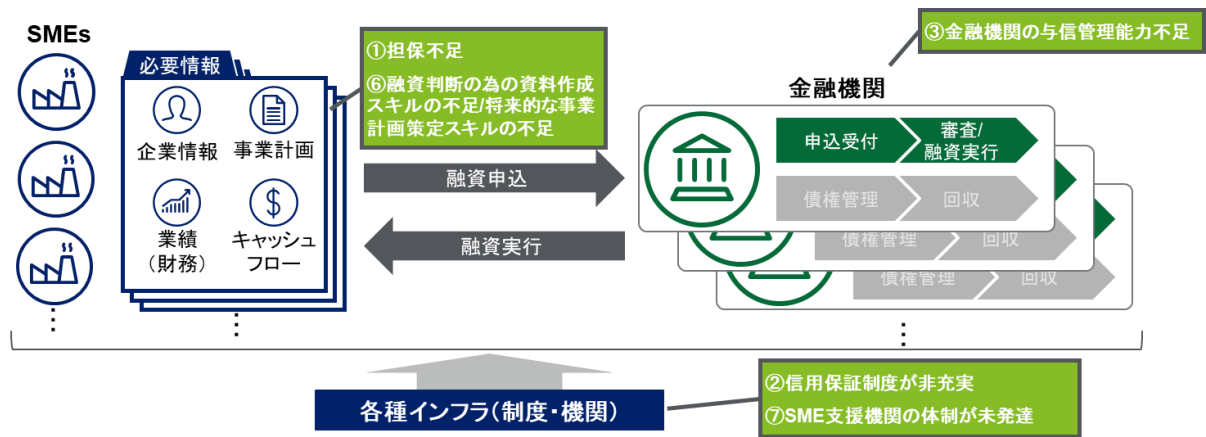 SMEs
必要情報
企業情報
事業計画
業績
（財務）
キャッシュ
フロー
①担保不足
⑥融資判断の為の資料作成
スキルの不足/将来的な事業
計画策定スキルの不足
融資申込
融資実行
③金融機関の与信管理能力不足
金融機関
申込受付
審査/
融資実行
債権管理
回収
債権管理
回収
債権管理
回収
各種インフラ（制度・機関）
②信用保証制度が非充実
⑦SME支援機関の体制が未発達